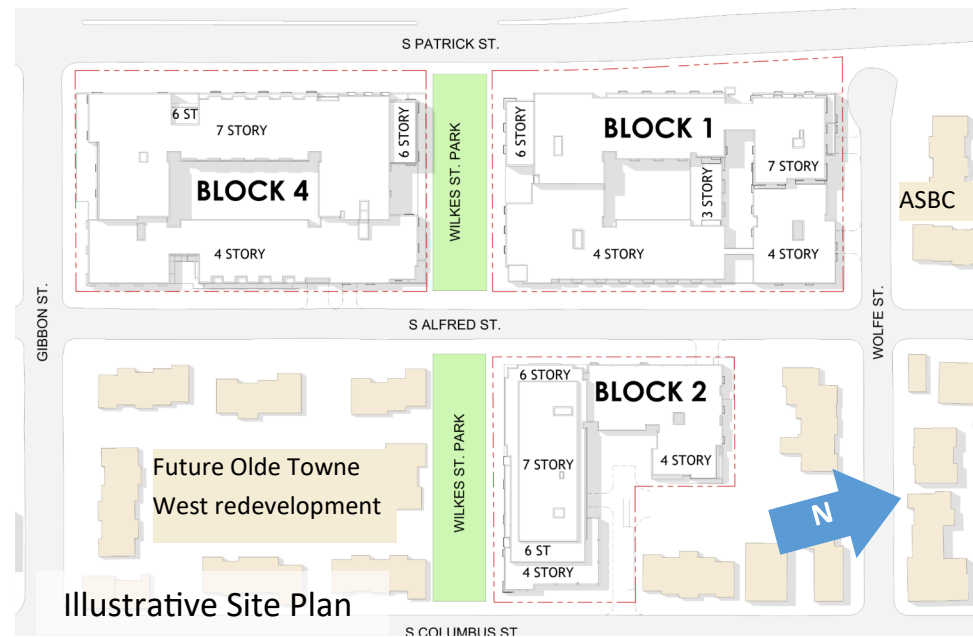 S PATRICK ST.
6 ST
7 STORY
6 STORY
BLOCK 4
4 STORY
WILKES ST. PARK
6 STORY
BLOCK 1
7 STORY
3 STORY
4 STORY
4 STORY
ASBC
GIBBON ST.
S ALFRED ST.
WOLFE ST.
6 STORY
BLOCK 2
7 STORY
4 STORY
6 ST
4 STORY
WILKES ST. PARK
Future Olde Towne
West redevelopment
N
Illustrative Site Plan
S COLUMBUS ST.